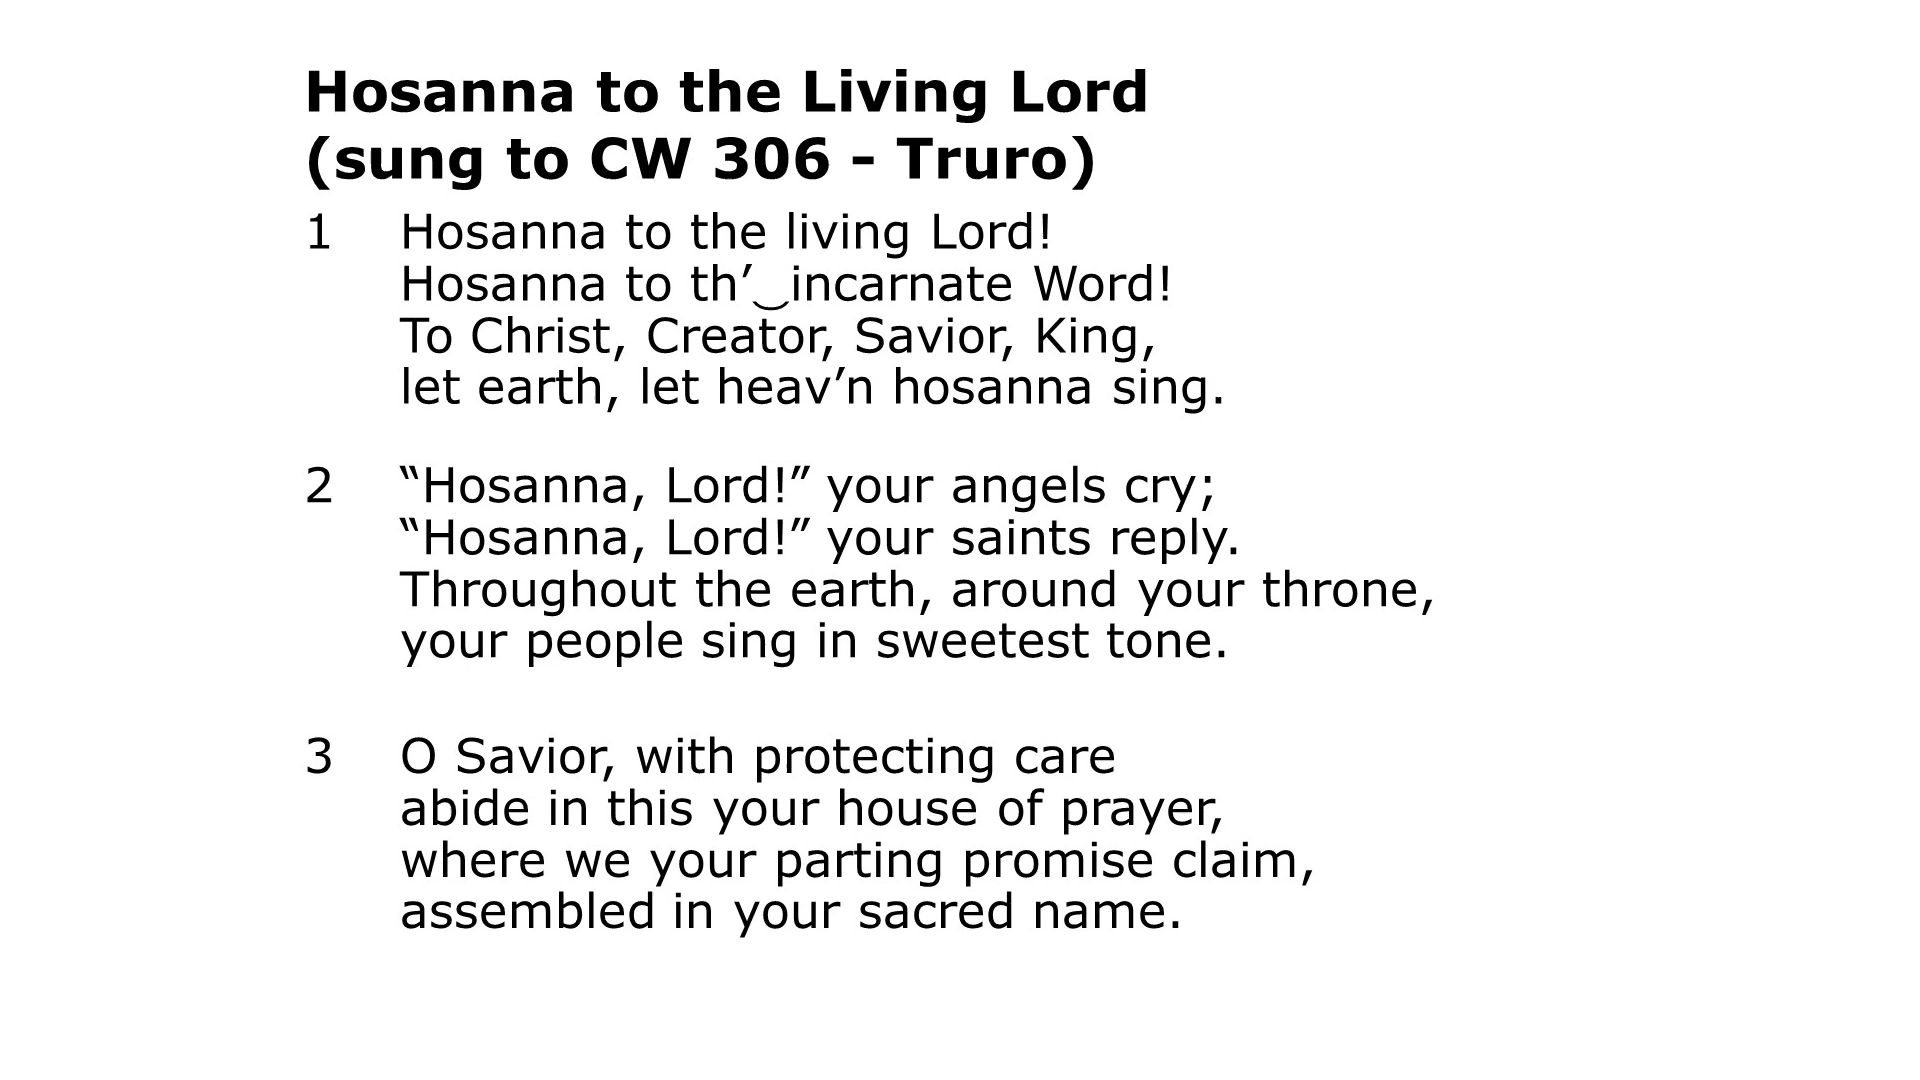 Hosanna to the Living Lord
(sung to CW 306 – Truro)
1 Hosanna to the living Lord!
Hosanna to th’‿incarnate Word!
To Christ, Creator, Savior, King,
let earth, let heav’n hosanna sing.
2 “Hosanna, Lord!” your angels cry;
“Hosanna, Lord!” your saints reply.
Throughout the earth, around your throne,
your people sing in sweetest tone.
3 O Savior, with protecting care
abide in this your house of prayer,
where we your parting promise claim,
assembled in your sacred name.